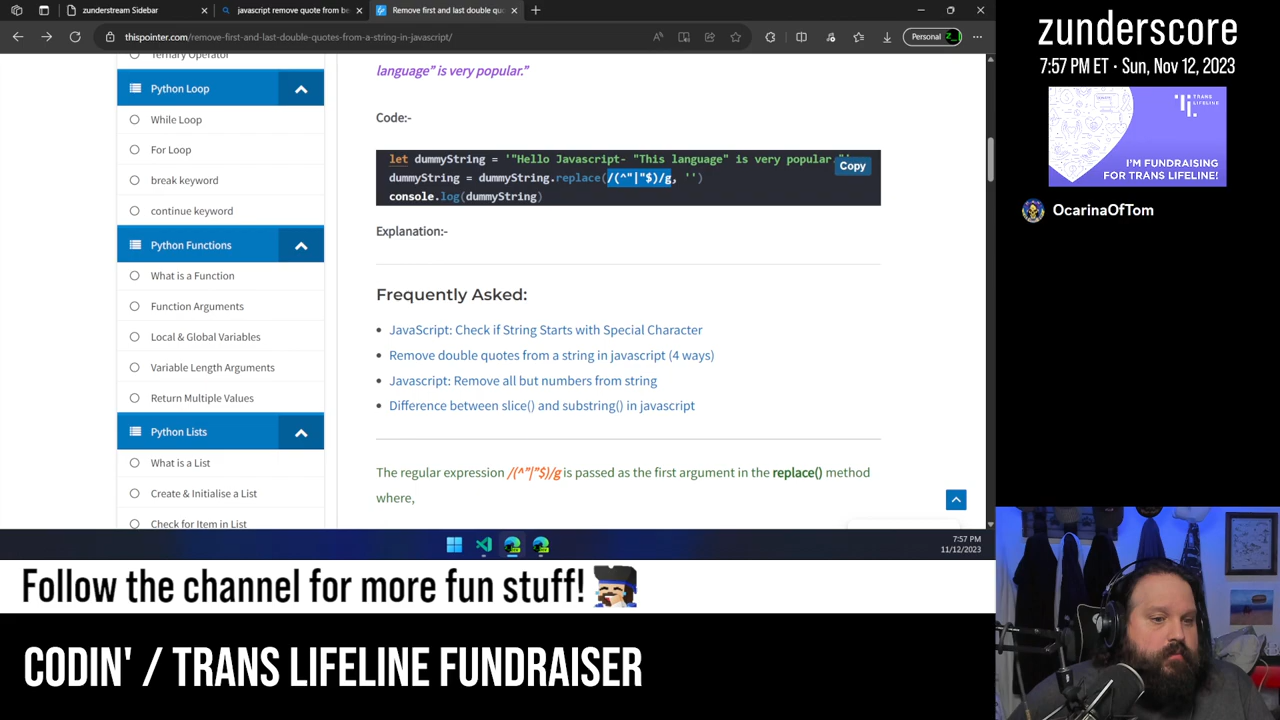 zunderstream Sidebar
javascript remove quote from be
Remove first and last double qu
thispointer.com/remove-first-and-last-double-quotes-from-a-string-in-javascript/
Personal
Ternary Operator
Python Loop
While Loop
For Loop
break keyword
continue keyword
Python Functions
What is a Function
Function Arguments
Local & Global Variables
Variable Length Arguments
Return Multiple Values
Python Lists
What is a List
Create & Initialise a List
Check for Item in List
language” is very popular.”
Code:-
let dummyString = '"Hello Javascript- "This language" is very popular."'
dummyString = dummyString.replace(/(^"|"$)/g, '')
console.log(dummyString)
Copy
Explanation:-
Frequently Asked:
JavaScript: Check if String Starts with Special Character
Remove double quotes from a string in javascript (4 ways)
Javascript: Remove all but numbers from string
Difference between slice() and substring() in javascript
The regular expression /(^”|”$)/g is passed as the first argument in the replace() method
where,
7:57 PM
11/12/2023
zunderscore
7:57 PM ET · Sun, Nov 12, 2023
TRANS
LIFELINE
I'M FUNDRAISING
FOR TRANS LIFELINE!
OcarinaOfTom
Follow the channel for more fun stuff!
CODIN' / TRANS LIFELINE FUNDRAISER